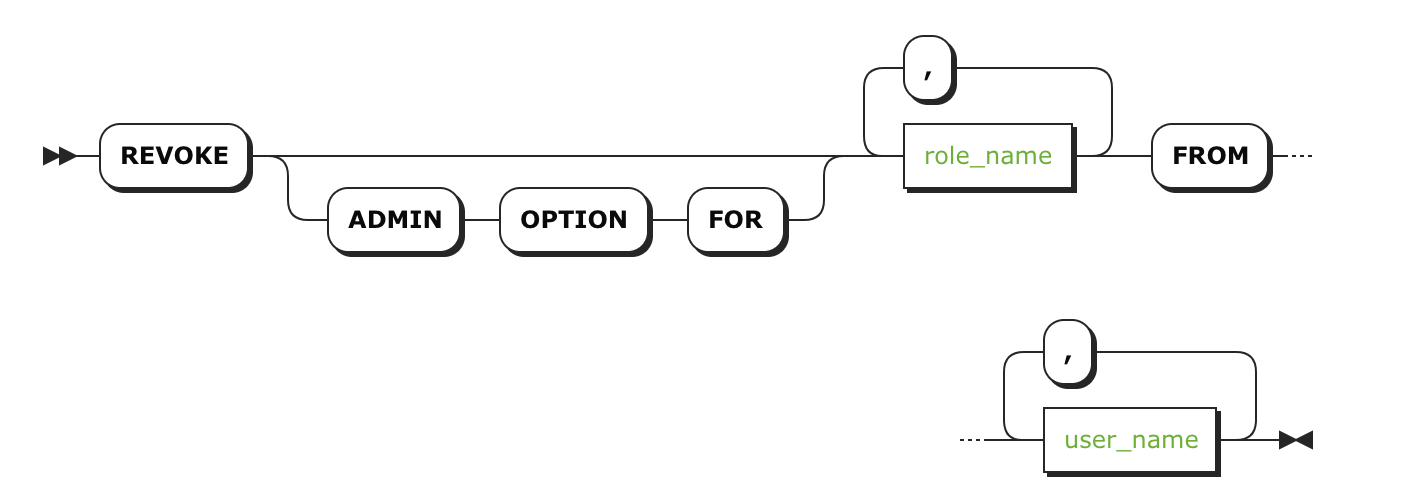 ,
REVOKE role_name FROM
ADMIN OPTION FOR
,
user_name